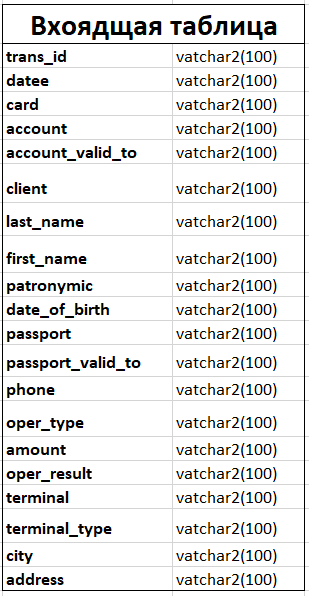 Вхоядщая таблица
trans_id vatchar2(100)
datee vatchar2(100)
card vatchar2(100)
account vatchar2(100)
account_valid_to vatchar2(100)
client vatchar2(100)
last_name vatchar2(100)
first_name vatchar2(100)
patronymic vatchar2(100)
date_of_birth vatchar2(100)
passport vatchar2(100)
passport_valid_to vatchar2(100)
phone vatchar2(100)
oper_type vatchar2(100)
amount vatchar2(100)
oper_result vatchar2(100)
terminal vatchar2(100)
terminal_type vatchar2(100)
city vatchar2(100)
address vatchar2(100)